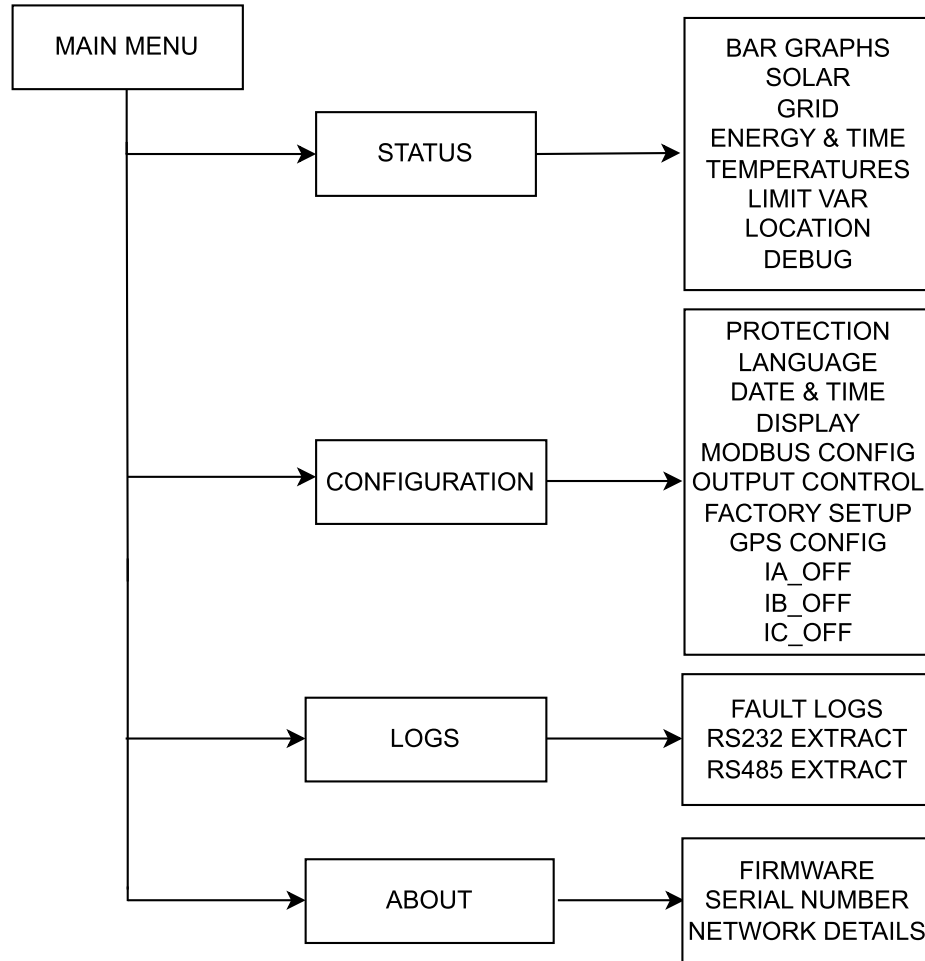 MAIN MENU
STATUS
BAR GRAPHS
SOLAR
GRID
ENERGY & TIME
TEMPERATURES
LIMIT VAR
LOCATION
DEBUG
CONFIGURATION
PROTECTION
LANGUAGE
DATE & TIME
DISPLAY
MODBUS CONFIG
OUTPUT CONTROL
FACTORY SETUP
GPS CONFIG
IA_OFF
IB_OFF
IC_OFF
LOGS
FAULT LOGS
RS232 EXTRACT
RS485 EXTRACT
ABOUT
FIRMWARE
SERIAL NUMBER
NETWORK DETAILS